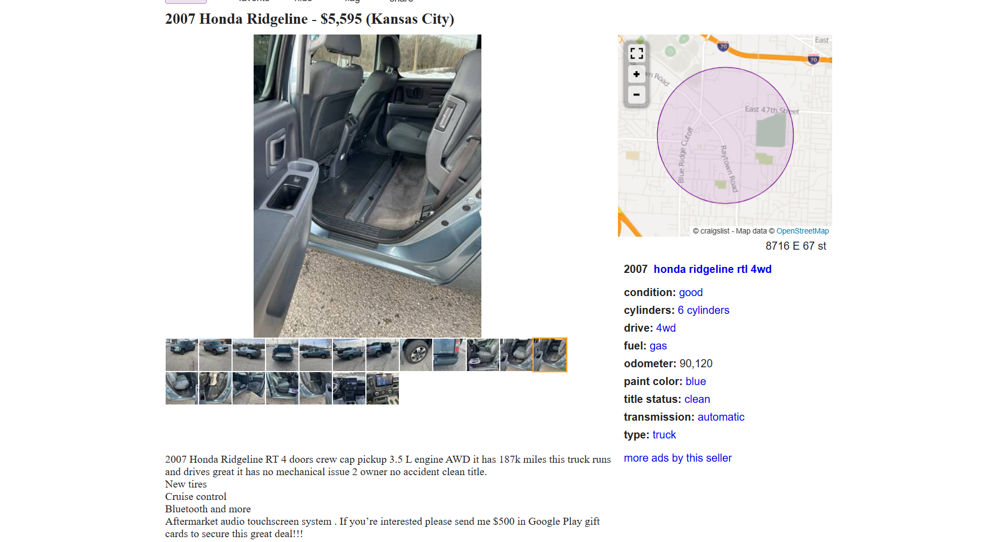 2007 Honda Ridgeline - $5,595 (Kansas City)
70
70
East
wn Road
East 47th Street
Blue Ridge Cutoff
Raytown Road
+
-
© craigslist - Map data © OpenStreetMap
8716 E 67 st
2007 honda ridgeline rtl 4wd
condition: good
cylinders: 6 cylinders
drive: 4wd
fuel: gas
odometer: 90,120
paint color: blue
title status: clean
transmission: automatic
type: truck
more ads by this seller
2007 Honda Ridgeline RT 4 doors crew cap pickup 3.5 L engine AWD it has 187k miles this truck runs
and drives great it has no mechanical issue 2 owner no accident clean title.
New tires
Cruise control
Bluetooth and more
Aftermarket audio touchscreen system . If you’re interested please send me $500 in Google Play gift
cards to secure this great deal!!!